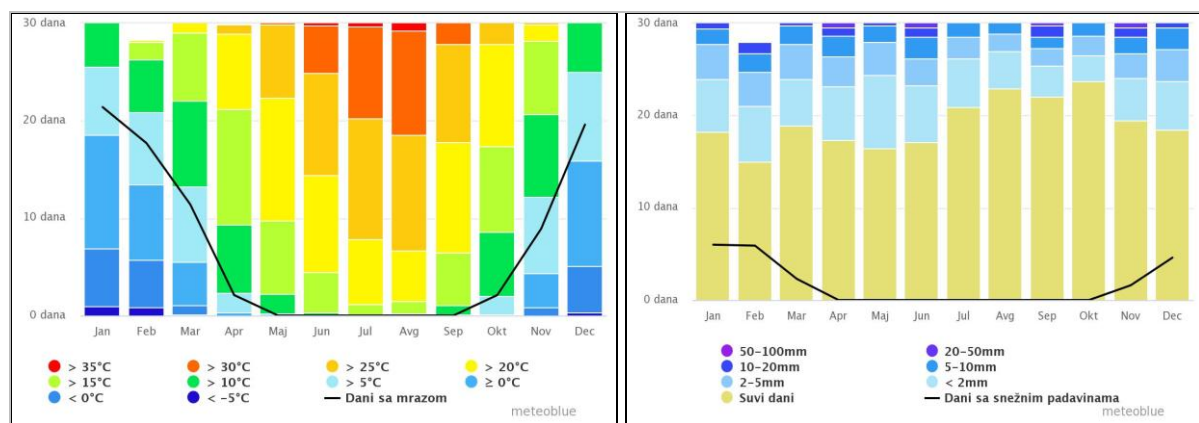 30 dana
20 dana
10 dana
0 dana
Jan Feb Mar Apr Maj Jun Jul Avg Sep Okt Nov Dec
> 35°C > 30°C > 25°C > 20°C
> 15°C > 10°C > 5°C ≥ 0°C
< 0°C < -5°C Dani sa mrazom
meteoblue
30 dana
20 dana
10 dana
0 dana
Jan Feb Mar Apr Maj Jun Jul Avg Sep Okt Nov Dec
50-100mm 20-50mm
10-20mm 5-10mm
2-5mm < 2mm
Suvi dani Dani sa snežnim padavinama
meteoblue